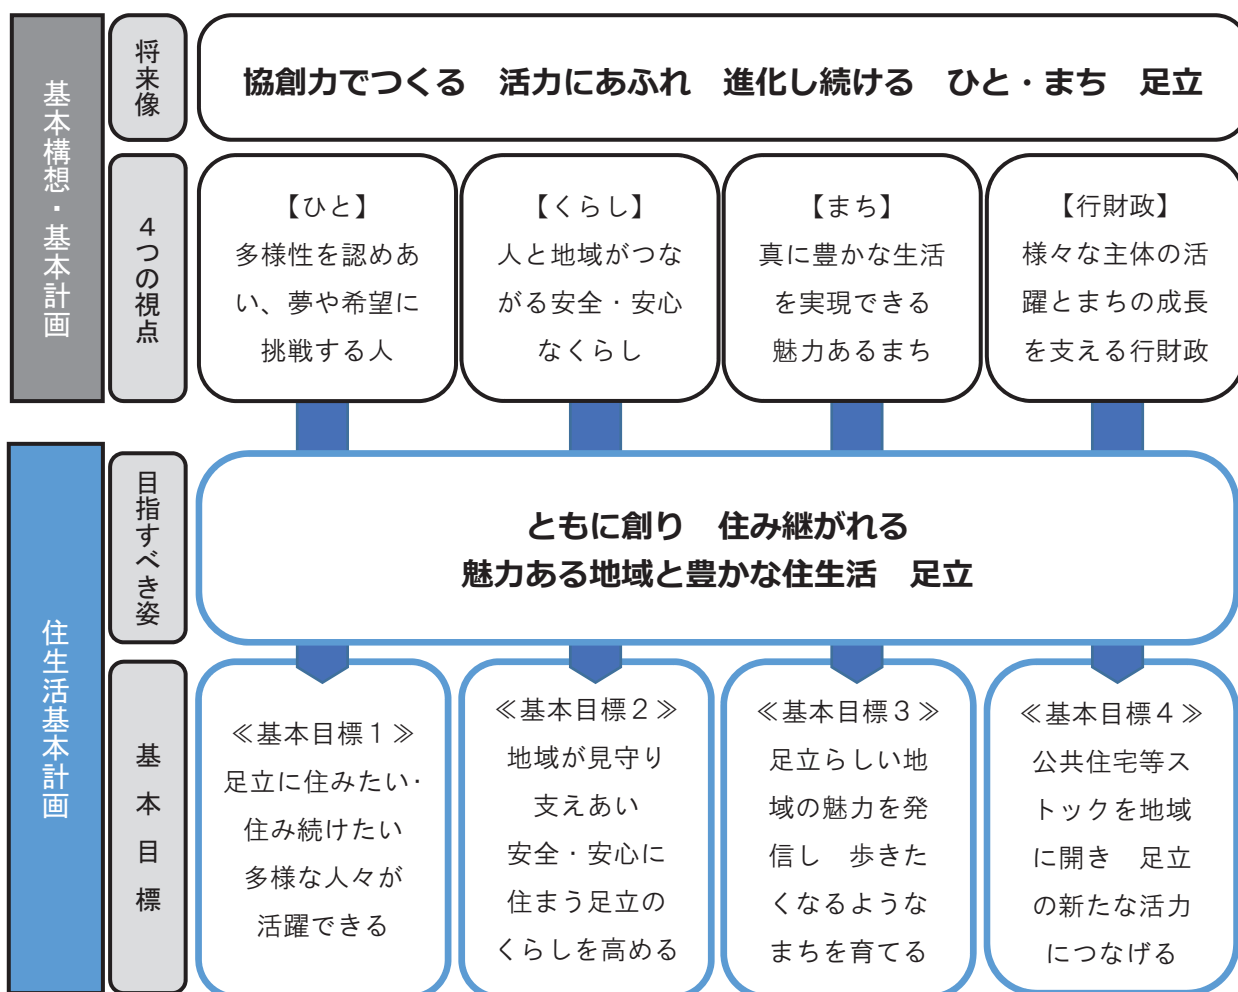 基本構想・基本計画
将来像
協創力でつくる　活力にあふれ　進化し続ける　ひと・まち　足立
４つの視点
【ひと】
多様性を認めあ
い、夢や希望に
挑戦する人
【くらし】
人と地域がつな
がる安全・安心
なくらし
【まち】
真に豊かな生活
を実現できる
魅力あるまち
【行財政】
様々な主体の活
躍とまちの成長
を支える行財政
住生活基本計画
目指すべき姿
ともに創り　住み継がれる
魅力ある地域と豊かな住生活　足立
基本目標
≪基本目標１≫
足立に住みたい・
住み続けたい
多様な人々が
活躍できる
≪基本目標２≫
地域が見守り
支えあい
安全・安心に
住まう足立の
くらしを高める
≪基本目標３≫
足立らしい地
域の魅力を発
信し　歩きた
くなるような
まちを育てる
≪基本目標４≫
公共住宅等ス
トックを地域
に開き　足立
の新たな活力
につなげる